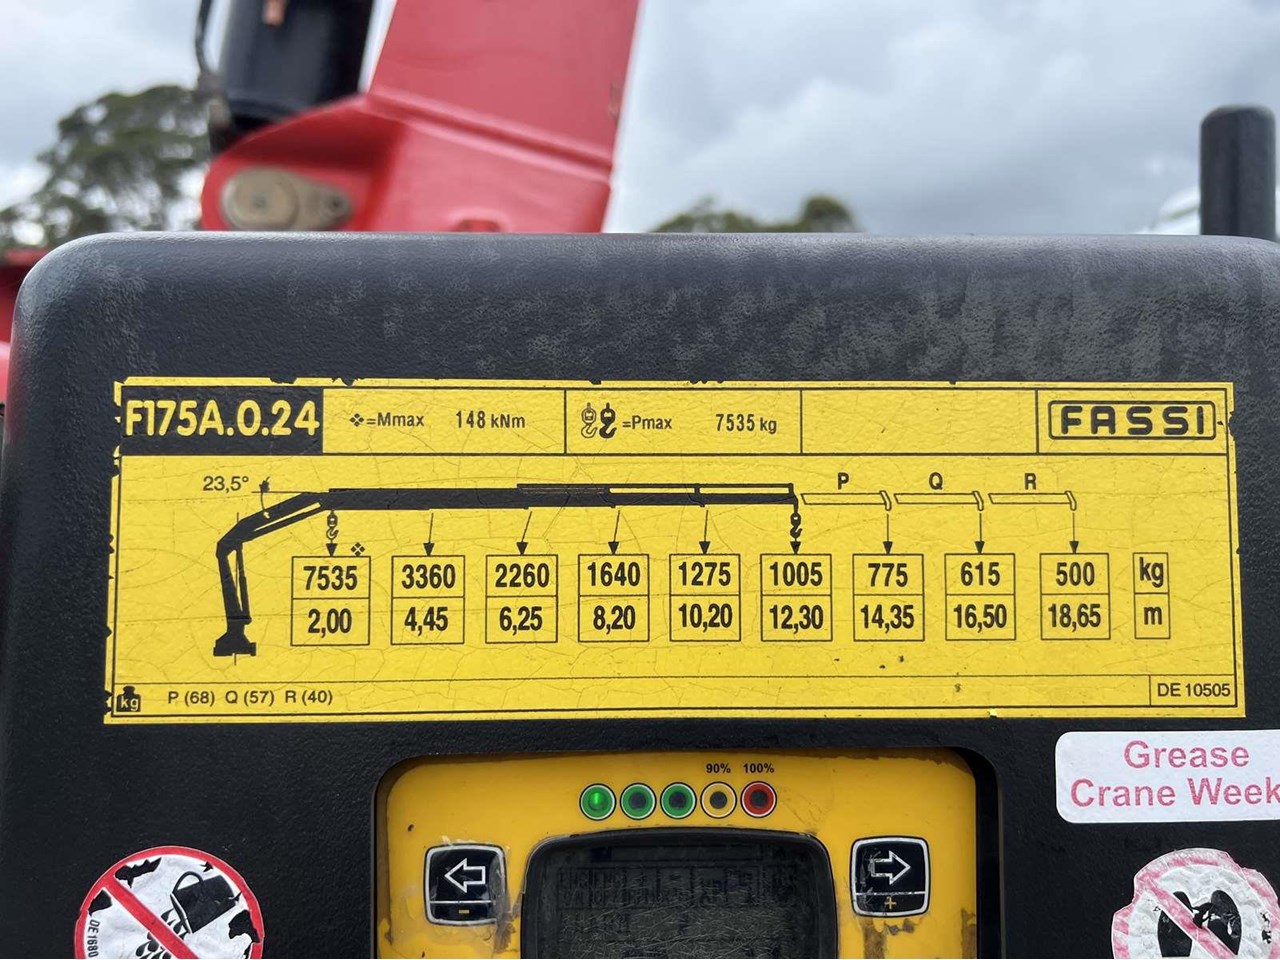 F175A.0.24 ❖=Mmax 148 kNm =Pmax 7535 kg FASSI
23,5° P Q R
❖
7535 3360 2260 1640 1275 1005 775 615 500 kg
2,00 4,45 6,25 8,20 10,20 12,30 14,35 16,50 18,65 m
kg P (68) Q (57) R (40) DE 10505
Grease
Crane Week
90% 100%
-
+
DE 1680